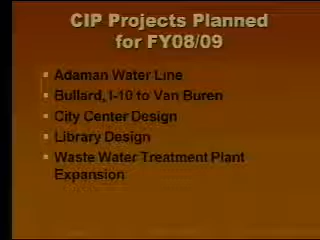 CIP Projects Planned
for FY08/09
Adaman Water Line
Bullard, I-10 to Van Buren
City Center Design
Library Design
Waste Water Treatment Plant
Expansion